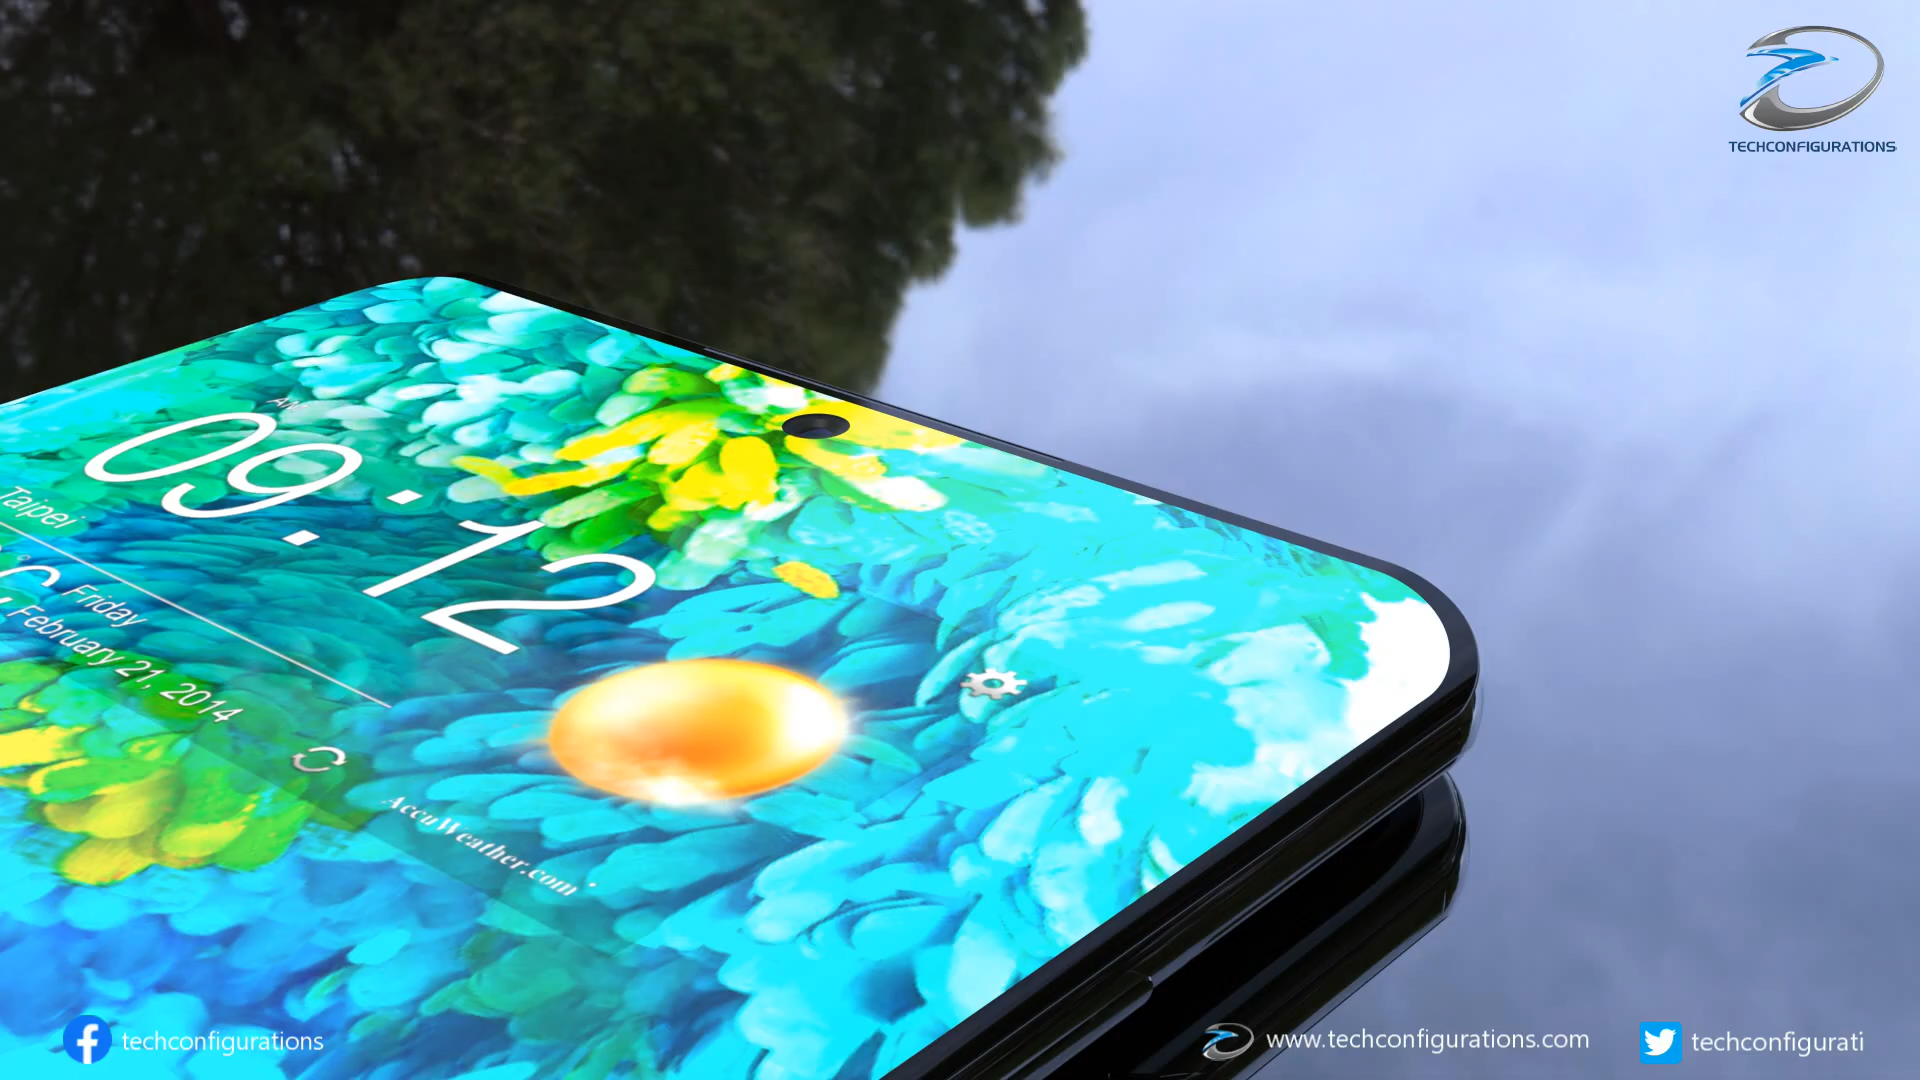 TECHCONFIGURATIONS
09:12
Taipei
Friday
February 21, 2014
AccuWeather.com
techconfigurations
www.techconfigurations.com
techconfigurati